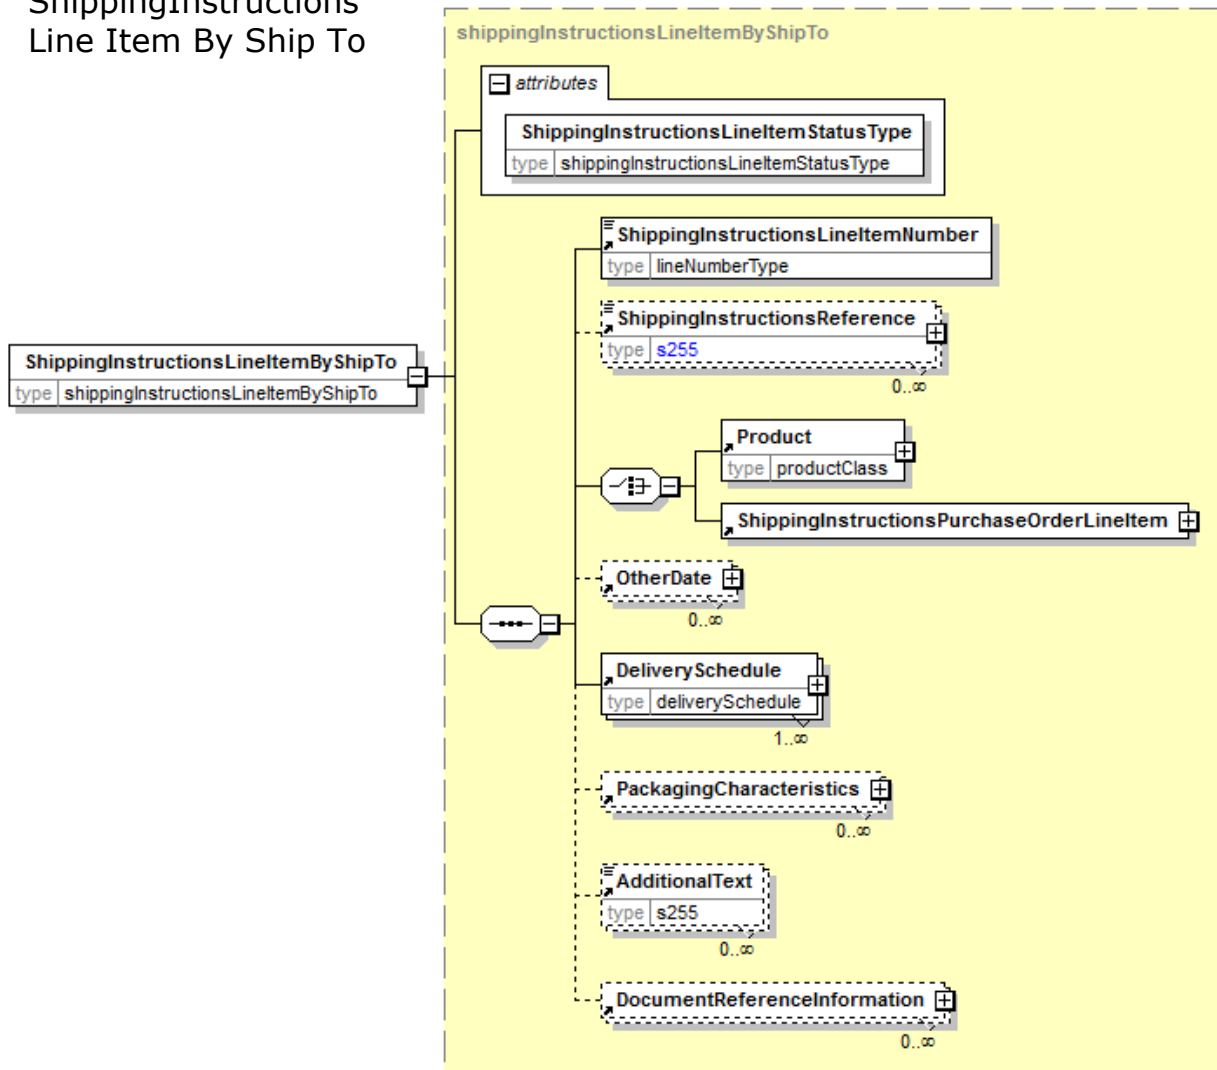 ShippingInstructions
Line Item By Ship To
shippingInstructionsLineItemByShipTo
attributes
ShippingInstructionsLineItemStatusType
type shippingInstructionsLineItemStatusType
ShippingInstructionsLineItemNumber
type lineNumberType
ShippingInstructionsReference
type s255
0..∞
ShippingInstructionsLineItemByShipTo
type shippingInstructionsLineItemByShipTo
Product
type productClass
ShippingInstructionsPurchaseOrderLineItem
OtherDate
0..∞
DeliverySchedule
type deliverySchedule
1..∞
PackagingCharacteristics
0..∞
AdditionalText
type s255
0..∞
DocumentReferenceInformation
0..∞